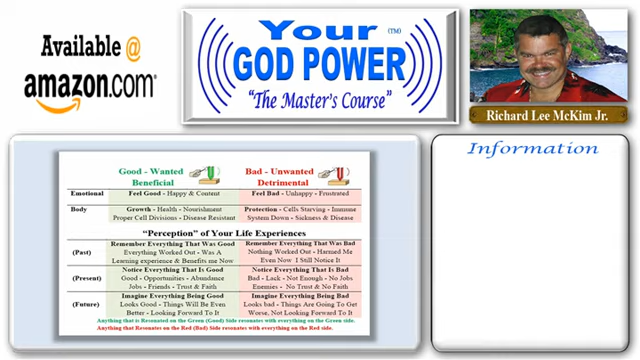 Available @
amazon.com
Your (TM)
GOD POWER
"The Master's Course"
Richard Lee McKim Jr.
Good - Wanted
Beneficial
Bad - Unwanted
Detrimental
Emotional
Feel Good - Happy & Content
Feel Bad - Unhappy - Frustrated
Body
Growth - Health - Nourishment
Proper Cell Divisions - Disease Resistant
Protection - Cells Starving - Immune
System Down - Sickness & Disease
"Perception" of Your Life Experiences
(Past)
Remember Everything That Was Good
Everything Worked Out - Was A
Learning experience & Benefits me Now
Remember Everything That Was Bad
Nothing Worked Out - Harmed Me
Even Now I Still Notice It
(Present)
Notice Everything That Is Good
Good - Opportunities - Abundance
Jobs - Friends - Trust & Faith
Notice Everything That Is Bad
Bad - Lack - Not Enough - No Jobs
Enemies - No Trust & No Faith
(Future)
Imagine Everything Being Good
Looks Good - Things Will Be Even
Better - Looking Forward To It
Imagine Everything Being Bad
Looks bad - Things Are Going To Get
Worse, Not Looking Forward To It
Anything that is Resonated on the Green (Good) Side resonates with everything on the Green side.
Anything that Resonates on the Red (Bad) Side resonates with everything on the Red side.
Information